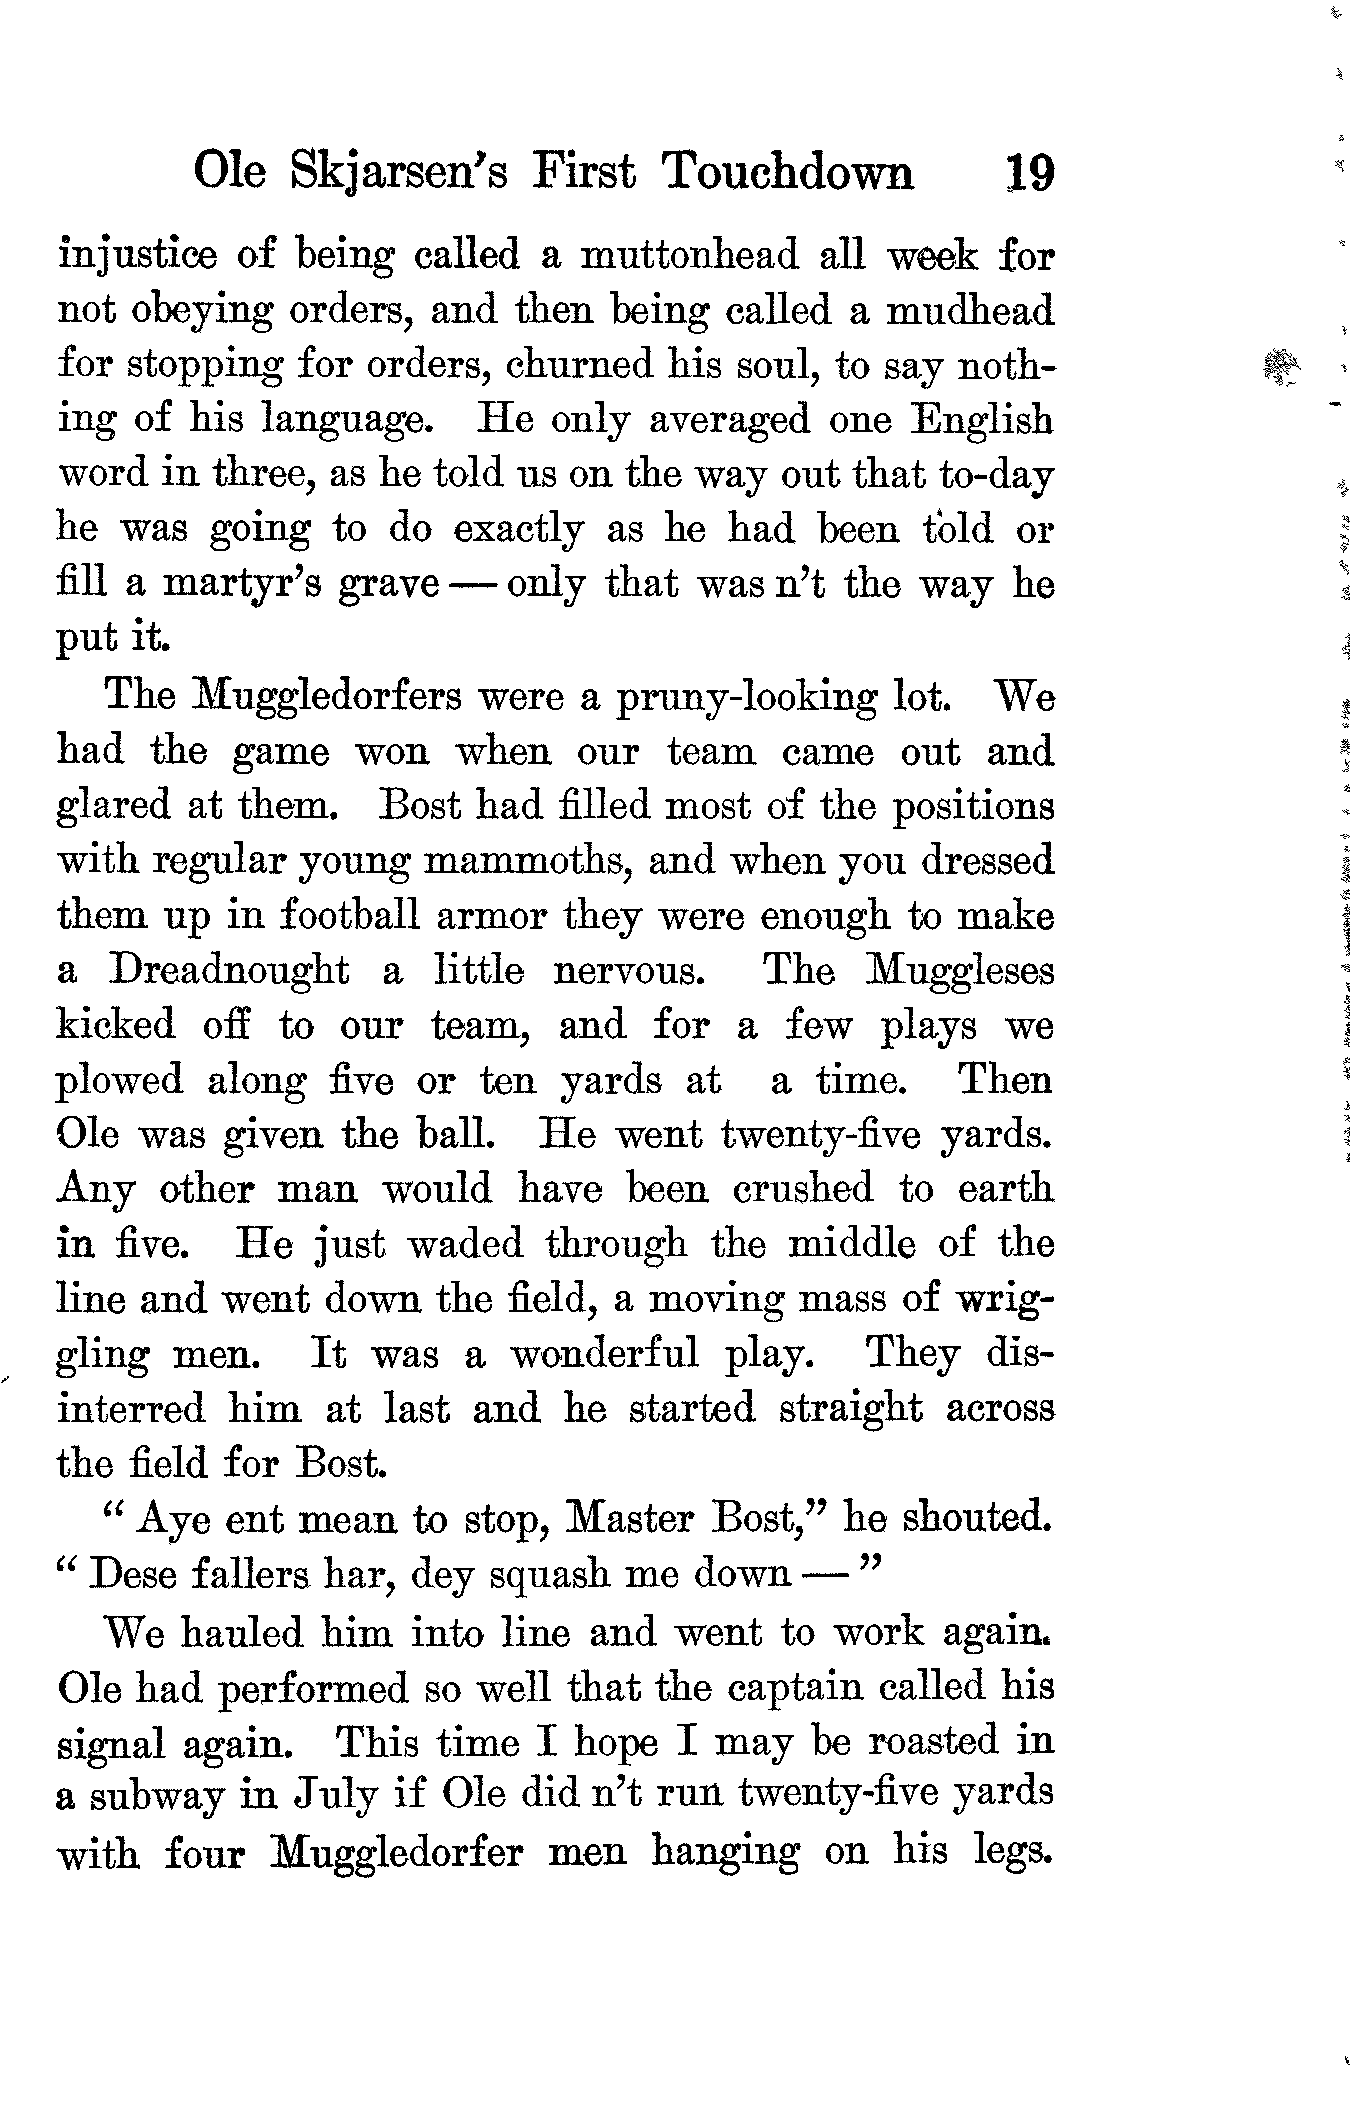 Ole Skjarsen's First Touchdown 19
injustice of being called a muttonhead all week for
not obeying orders, and then being called a mudhead
for stopping for orders, churned his soul, to say noth-
ing of his language. He only averaged one English
word in three, as he told us on the way out that to-day
he was going to do exactly as he had been told or
fill a martyr's grave — only that was n't the way he
put it.
The Muggledorfers were a pruny-looking lot. We
had the game won when our team came out and
glared at them. Bost had filled most of the positions
with regular young mammoths, and when you dressed
them up in football armor they were enough to make
a Dreadnought a little nervous. The Muggleses
kicked off to our team, and for a few plays we
plowed along five or ten yards at a time. Then
Ole was given the ball. He went twenty-five yards.
Any other man would have been crushed to earth
in five. He just waded through the middle of the
line and went down the field, a moving mass of wrig-
gling men. It was a wonderful play. They dis-
interred him at last and he started straight across
the field for Bost.
" Aye ent mean to stop, Master Bost," he shouted.
" Dese fallers har, dey squash me down — "
We hauled him into line and went to work again.
Ole had performed so well that the captain called his
signal again. This time I hope I may be roasted in
a subway in July if Ole did n't run twenty-five yards
with four Muggledorfer men hanging on his legs.